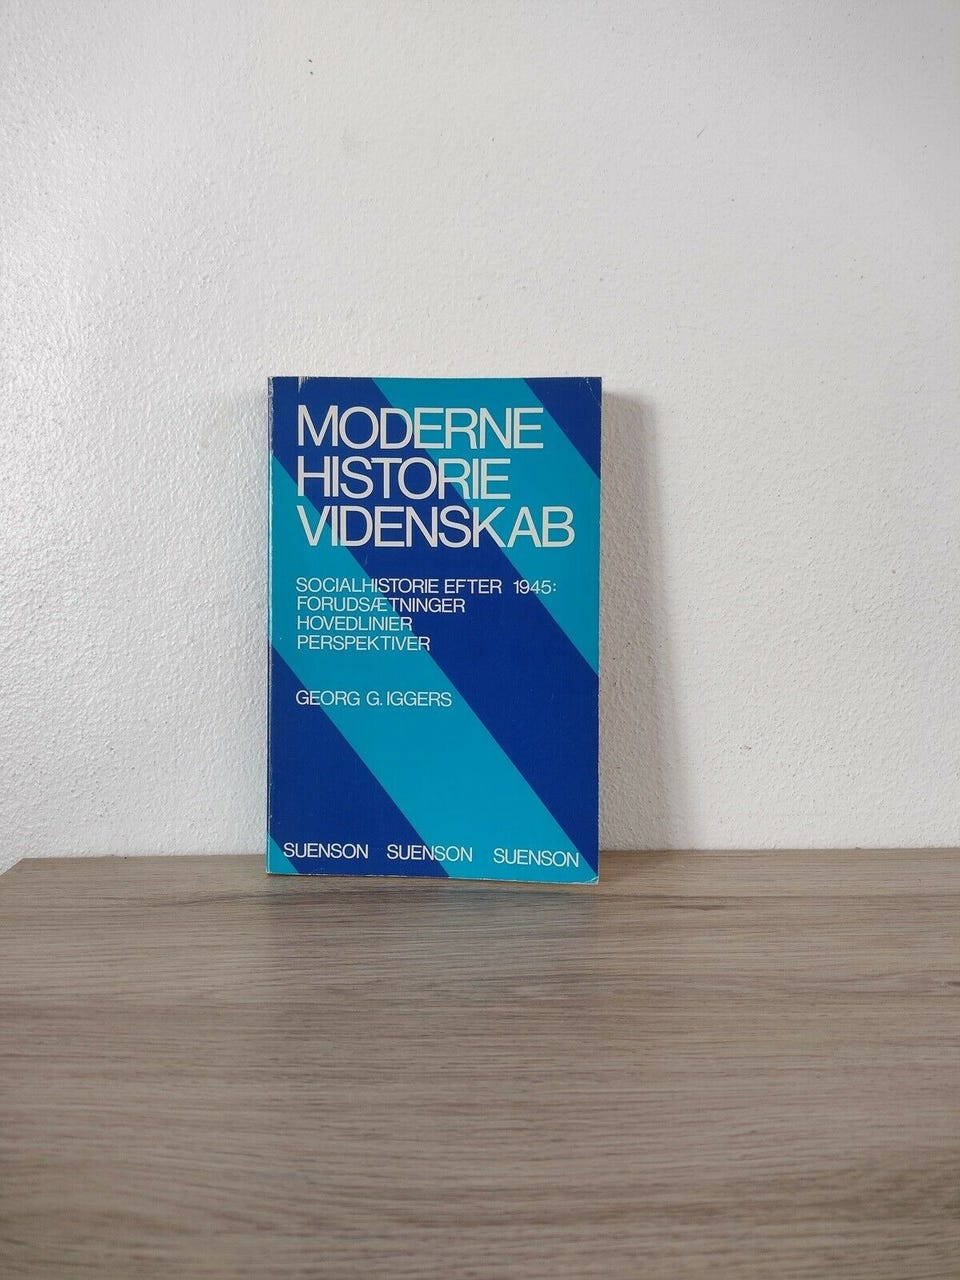 MODERNE
HISTORIE
VIDENSKAB
SOCIALHISTORIE EFTER 1945:
FORUDSÆTNINGER
HOVEDLINIER
PERSPEKTIVER
GEORG G. IGGERS
SUENSON SUENSON SUENSON